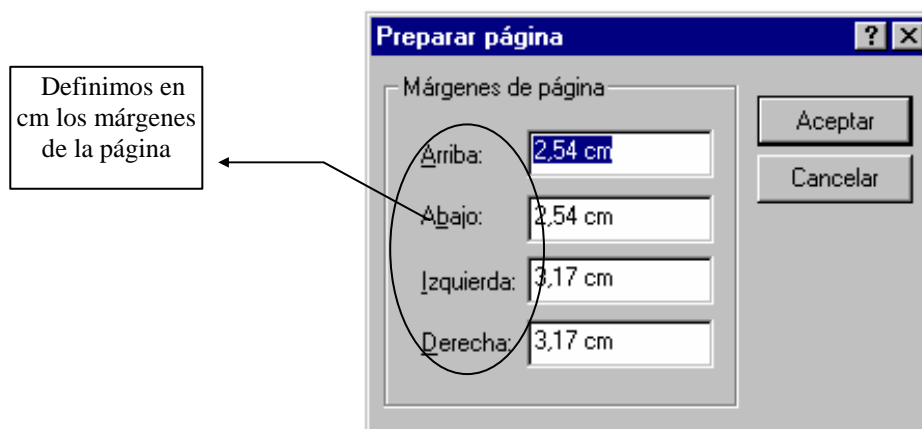 Preparar página
Definimos en
cm los márgenes
de la página
Márgenes de página
Arriba: 2,54 cm
Abajo: 2,54 cm
Izquierda: 3,17 cm
Derecha: 3,17 cm
Aceptar
Cancelar